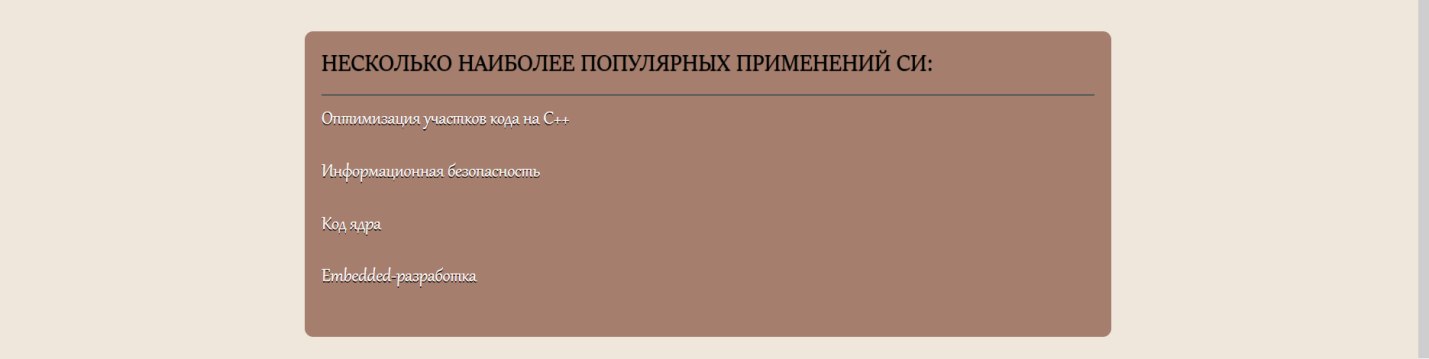 НЕСКОЛЬКО НАИБОЛЕЕ ПОПУЛЯРНЫХ ПРИМЕНЕНИЙ СИ:
Оптимизация участков кода на C++
Информационная безопасность
Код ядра
Embedded-разработка